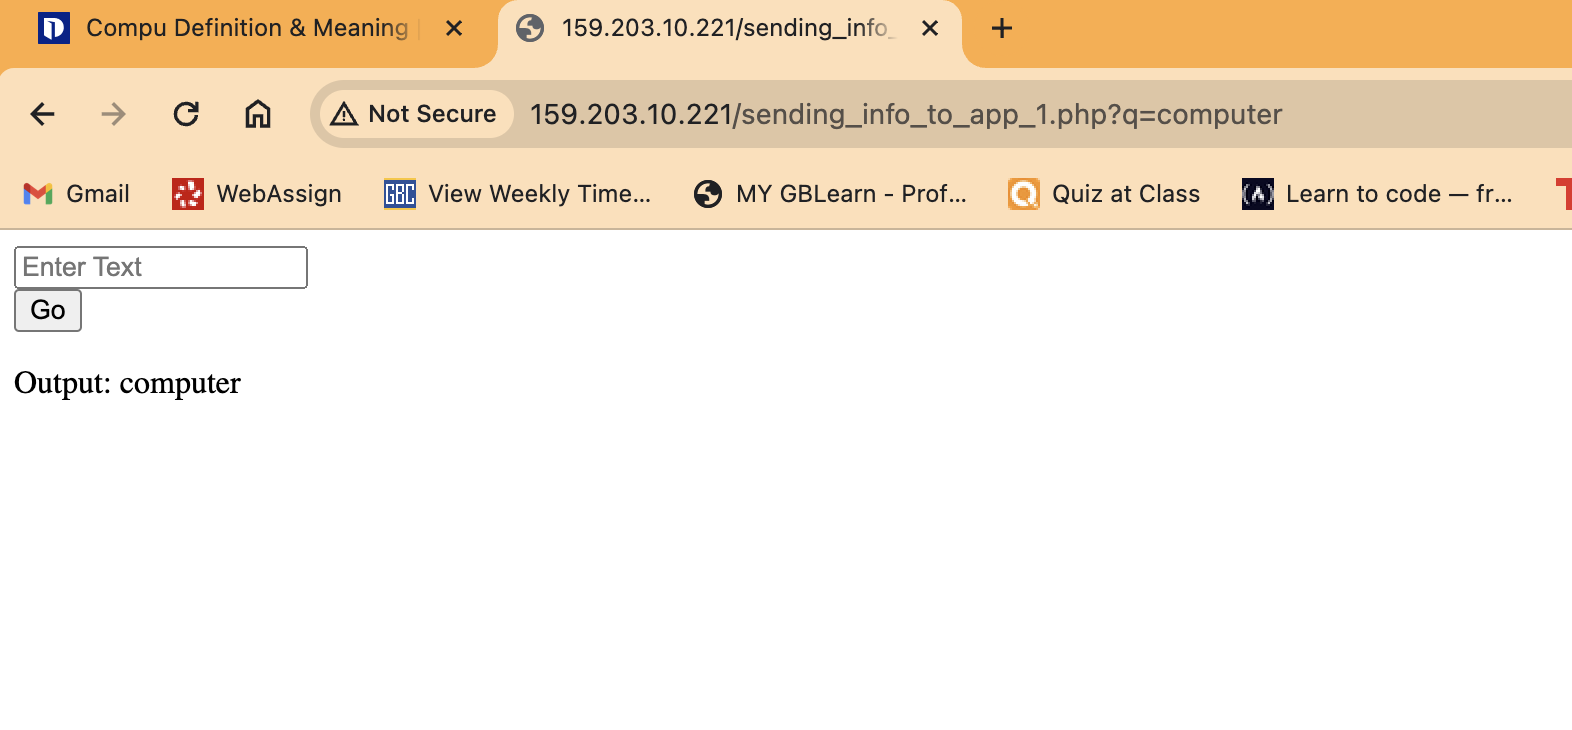 Compu Definition & Meaning
159.203.10.221/sending_info_
Not Secure
159.203.10.221/sending_info_to_app_1.php?q=computer
Gmail
WebAssign
GBC
View Weekly Time...
MY GBLearn - Prof...
Quiz at Class
Learn to code — fr...
Enter Text
Go
Output: computer